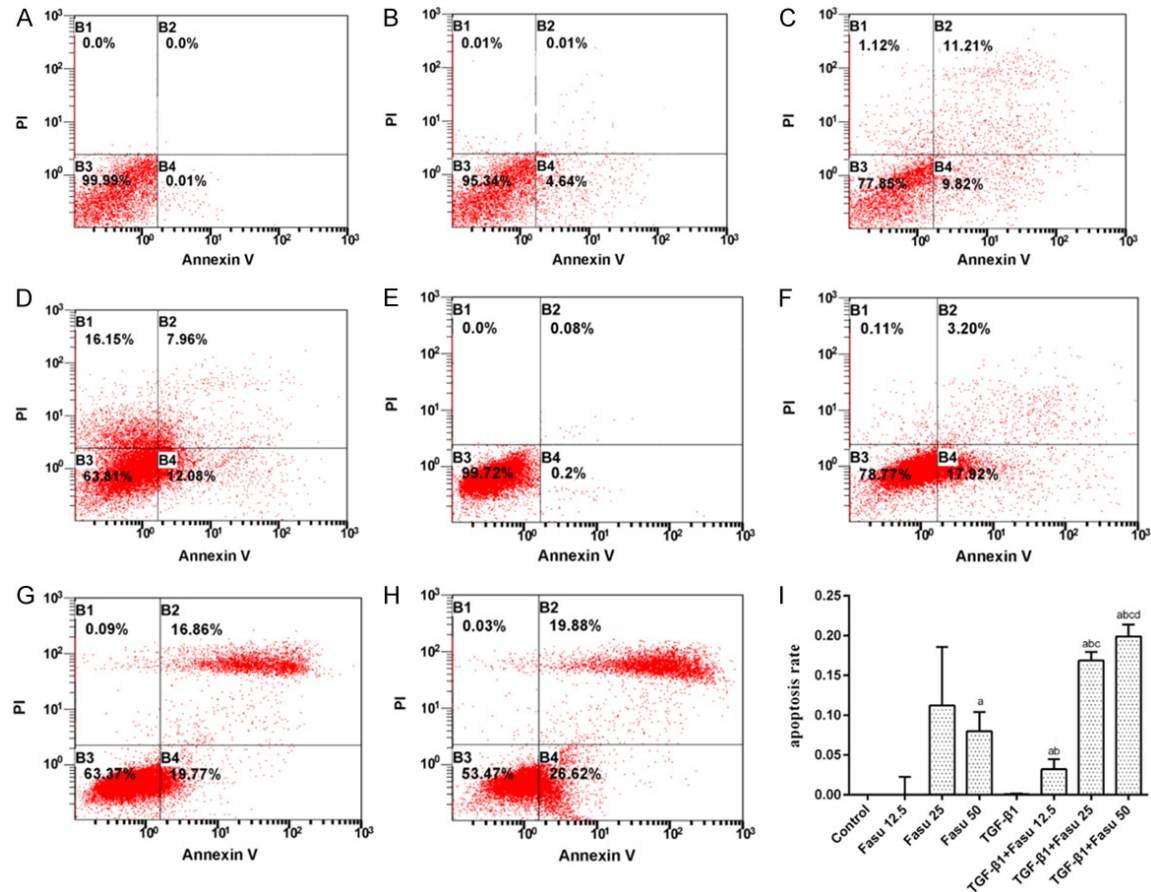 A
10³
B1
B2
0.0%
0.0%
10²
PI
10¹
10⁰
B3
B4
99.99%
0.01%
10⁰
10¹
10²
10³
Annexin V
B
10³
B1
B2
0.01%
0.01%
10²
PI
10¹
10⁰
B3
B4
95.34%
4.64%
10⁰
10¹
10²
10³
Annexin V
C
10³
B1
B2
1.12%
11.21%
10²
PI
10¹
10⁰
B3
B4
77.85%
9.82%
10⁰
10¹
10²
10³
Annexin V
D
10³
B1
B2
16.15%
7.96%
10²
PI
10¹
10⁰
B3
B4
63.81%
12.08%
10⁰
10¹
10²
10³
Annexin V
E
10³
B1
B2
0.0%
0.08%
10²
PI
10¹
10⁰
B3
B4
99.72%
0.2%
10⁰
10¹
10²
10³
Annexin V
F
10³
B1
B2
0.11%
3.20%
10²
PI
10¹
10⁰
B3
B4
78.77%
17.92%
10⁰
10¹
10²
10³
Annexin V
G
10³
B1
B2
0.09%
16.86%
10²
PI
10¹
10⁰
B3
B4
63.37%
19.77%
10⁰
10¹
10²
10³
Annexin V
H
10³
B1
B2
0.03%
19.88%
10²
PI
10¹
10⁰
B3
B4
53.47%
26.62%
10⁰
10¹
10²
10³
Annexin V
I
0.25
0.20
0.15
0.10
0.05
0.00
apoptosis rate
a
ab
abc
abcd
Control
Fasu 12.5
Fasu 25
Fasu 50
TGF-β1
TGF-β1+Fasu 12.5
TGF-β1+Fasu 25
TGF-β1+Fasu 50